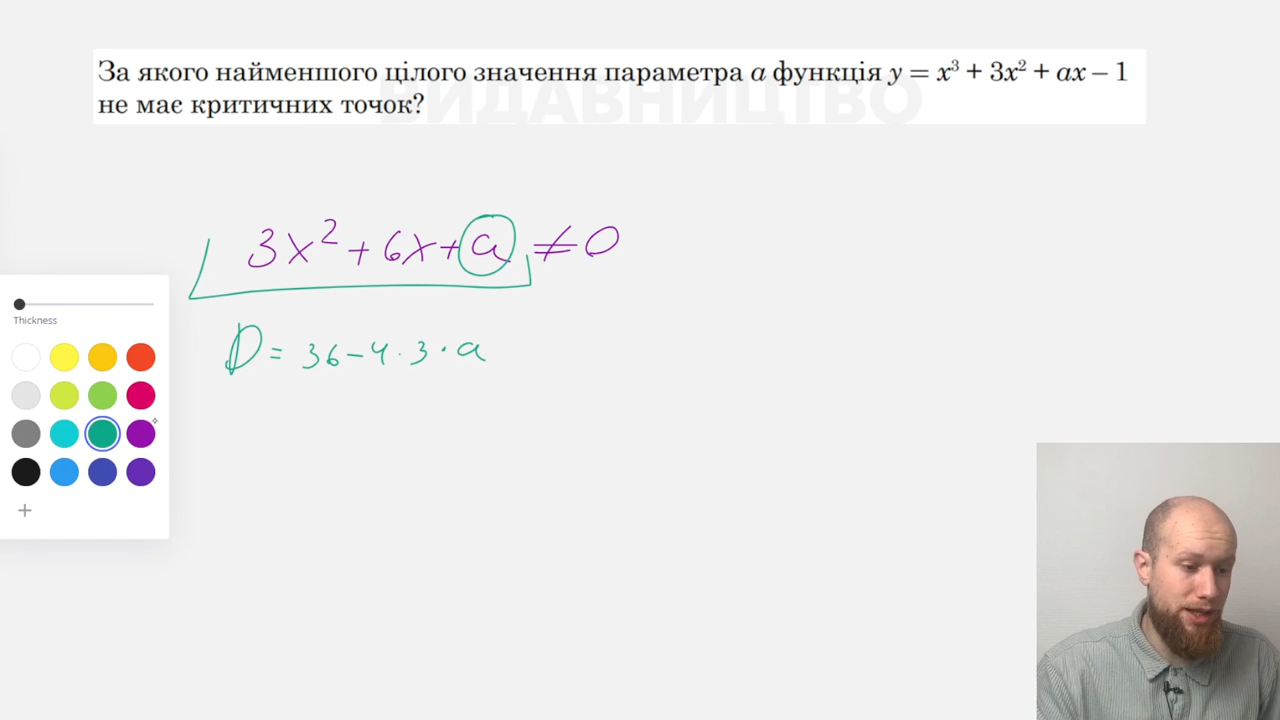 За якого найменшого цілого значення параметра a функція y = x³ + 3x² + ax – 1
не має критичних точок?
ВИДАВНИЦТВО
3x² + 6x + a ≠ 0
D = 36 – 4 · 3 · a
Thickness